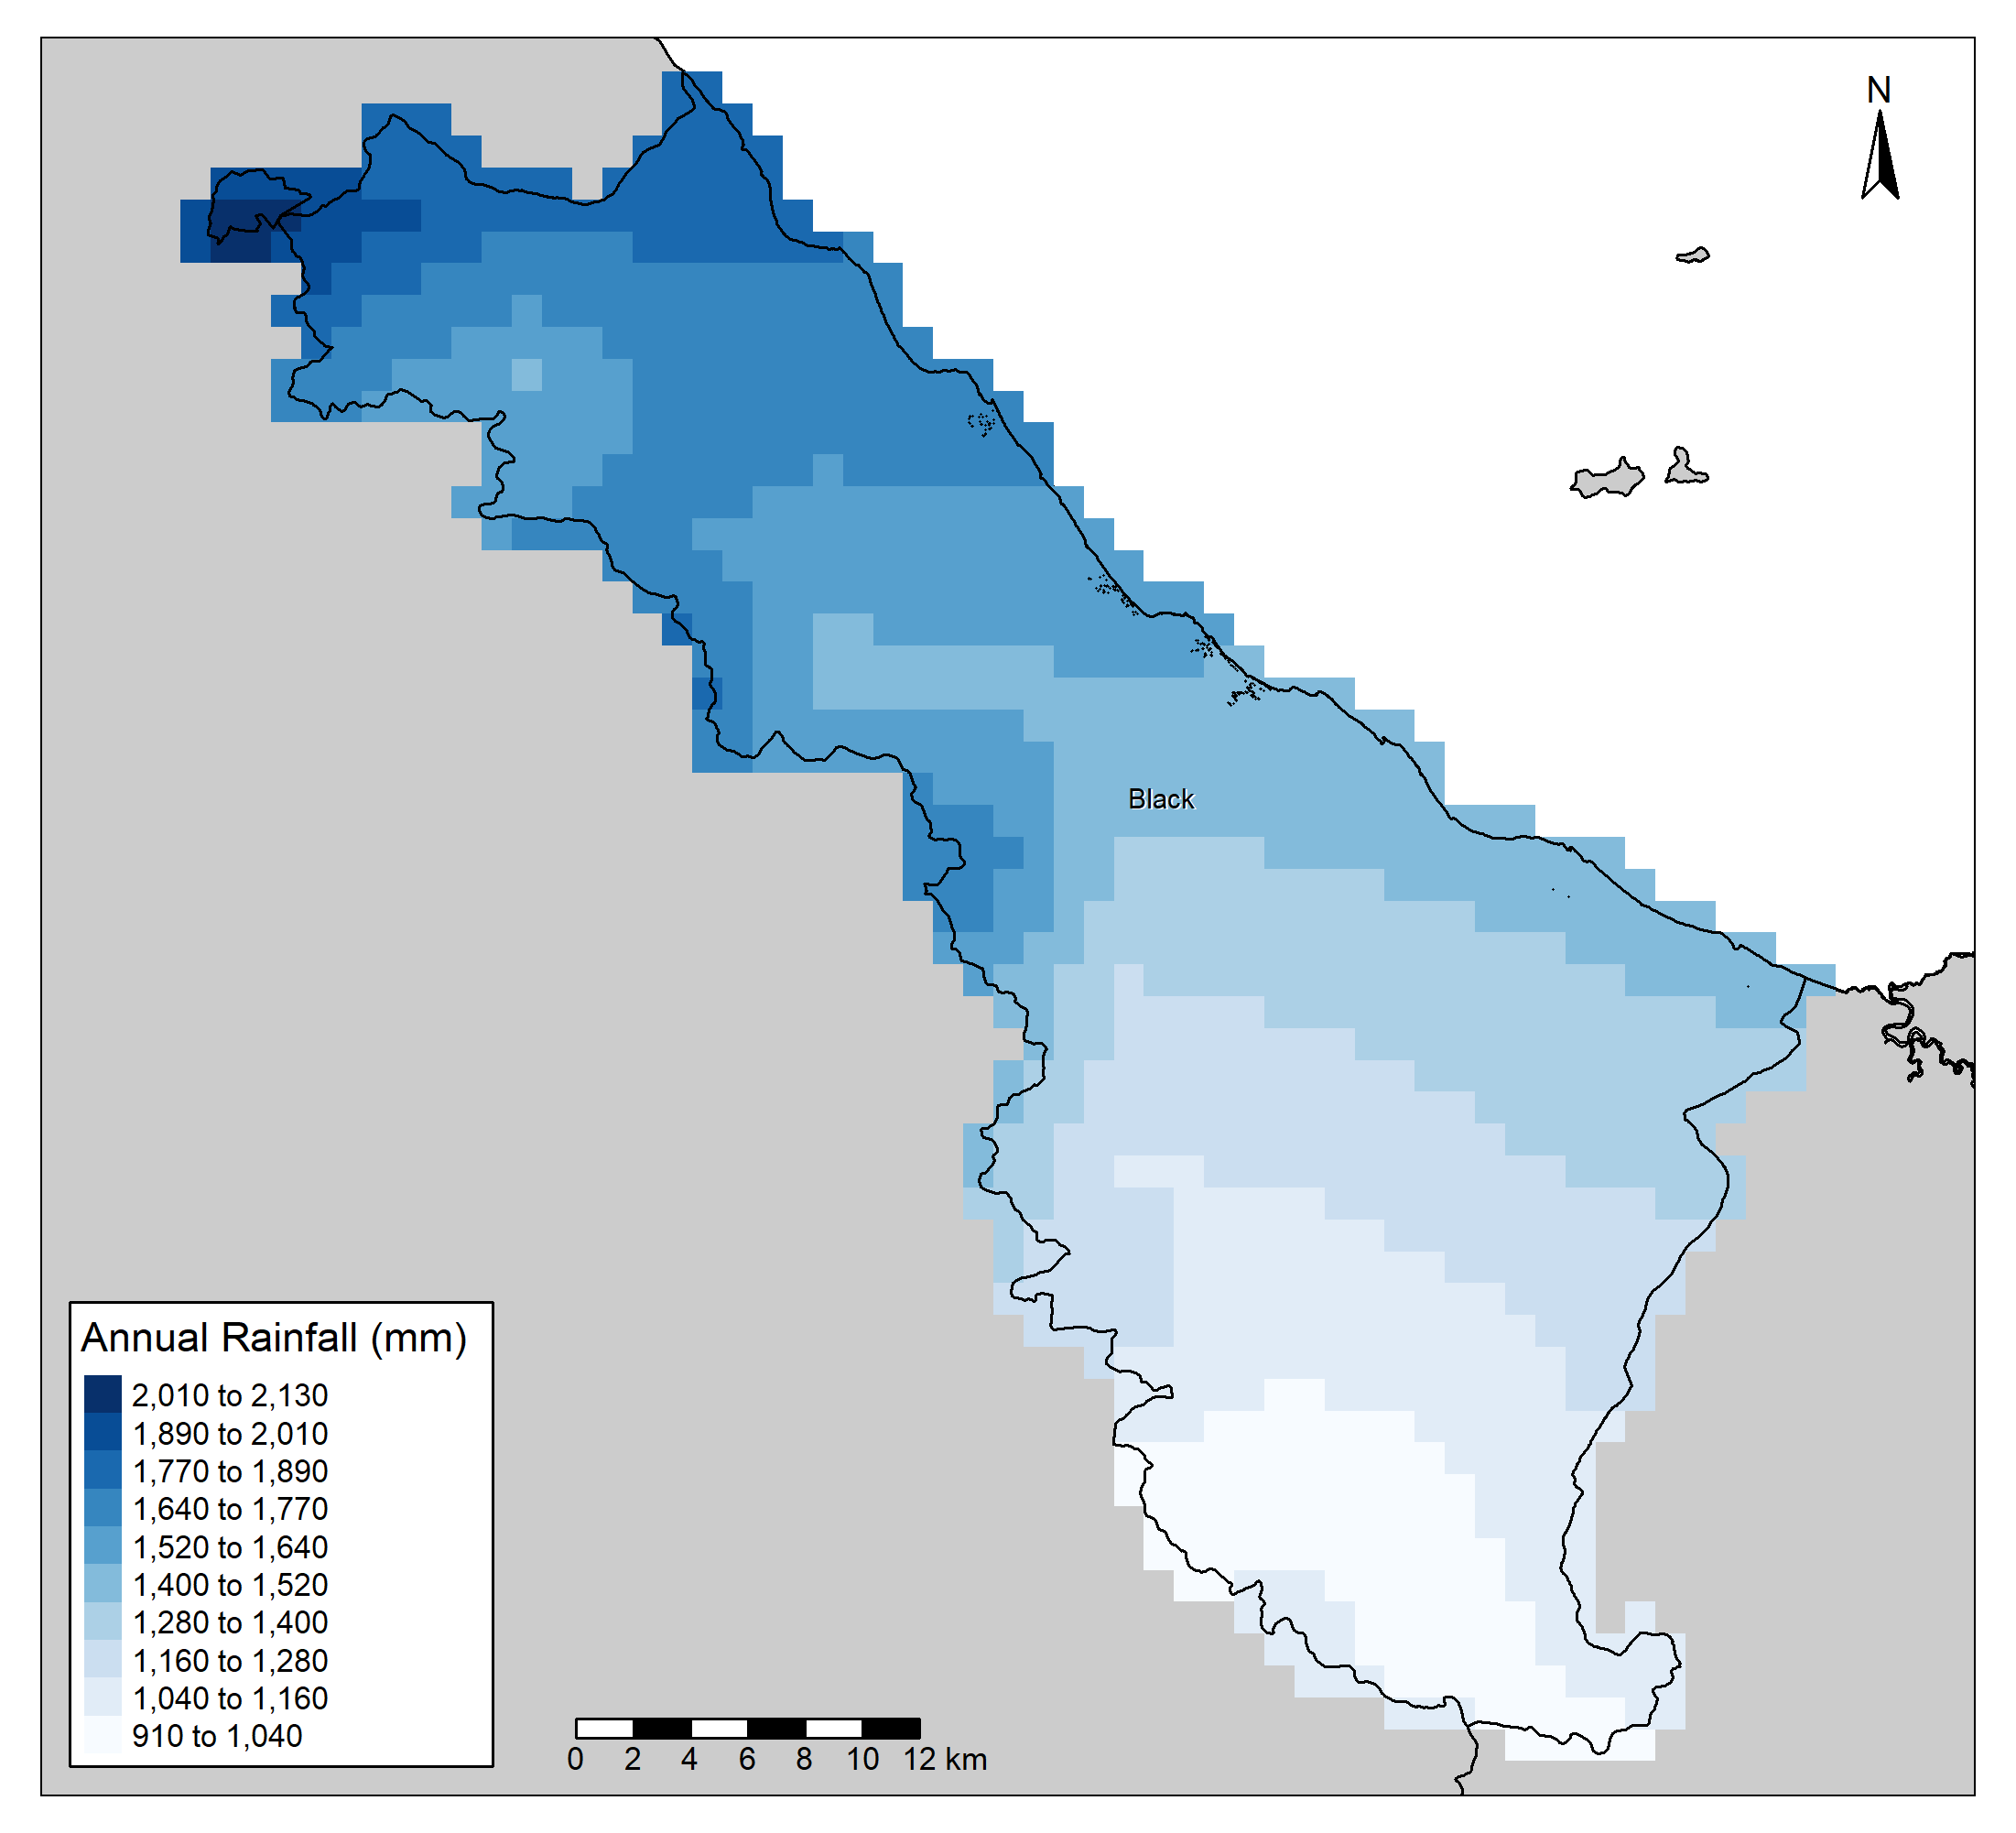 N
Black
Annual Rainfall (mm)
2,010 to 2,130
1,890 to 2,010
1,770 to 1,890
1,640 to 1,770
1,520 to 1,640
1,400 to 1,520
1,280 to 1,400
1,160 to 1,280
1,040 to 1,160
910 to 1,040
0 2 4 6 8 10 12 km